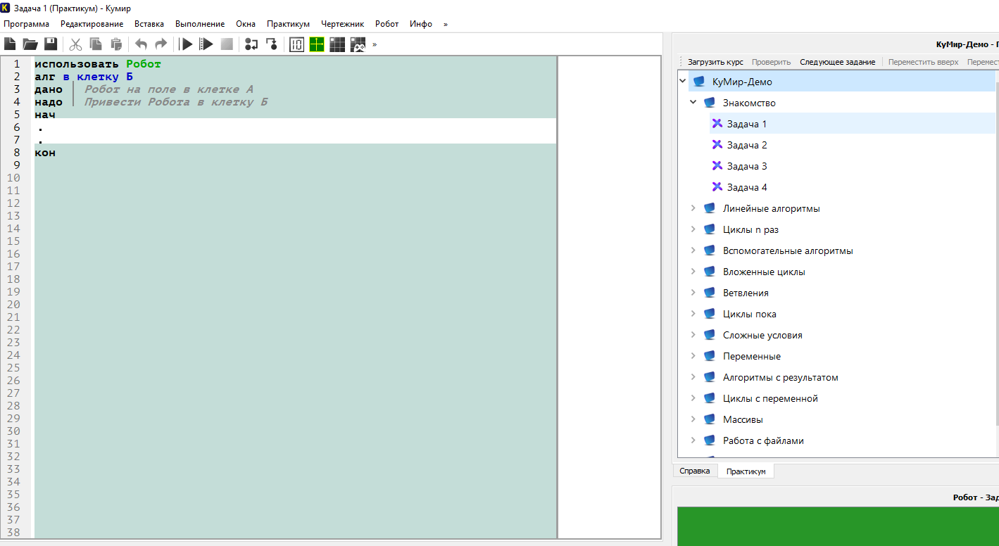 Задача 1 (Практикум) - Кумир
Программа Редактирование Вставка Выполнение Окна Практикум Чертежник Робот Инфо »
»
1 использовать Робот
2 алг в клетку Б
3 дано Робот на поле в клетке А
4 надо Привести Робота в клетку Б
5 нач
6 .
7 .
8 кон
9
10
11
12
13
14
15
16
17
18
19
20
21
22
23
24
25
26
27
28
29
30
31
32
33
34
35
36
37
38
КуМир-Демо -
Загрузить курс Проверить Следующее задание Переместить вверх Перемест
КуМир-Демо
Знакомство
Задача 1
Задача 2
Задача 3
Задача 4
Линейные алгоритмы
Циклы n раз
Вспомогательные алгоритмы
Вложенные циклы
Ветвления
Циклы пока
Сложные условия
Переменные
Алгоритмы с результатом
Циклы с переменной
Массивы
Работа с файлами
Справка Практикум
Робот - Зад